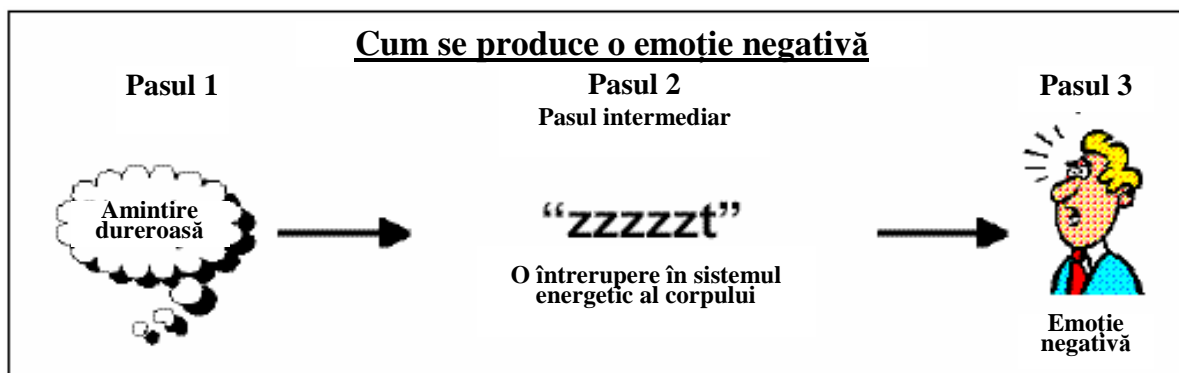 Cum se produce o emoție negativă
Pasul 1
Pasul 2
Pasul 3
Pasul intermediar
Amintire
dureroasă
“zzzzzt”
O întrerupere în sistemul
energetic al corpului
Emoție
negativă